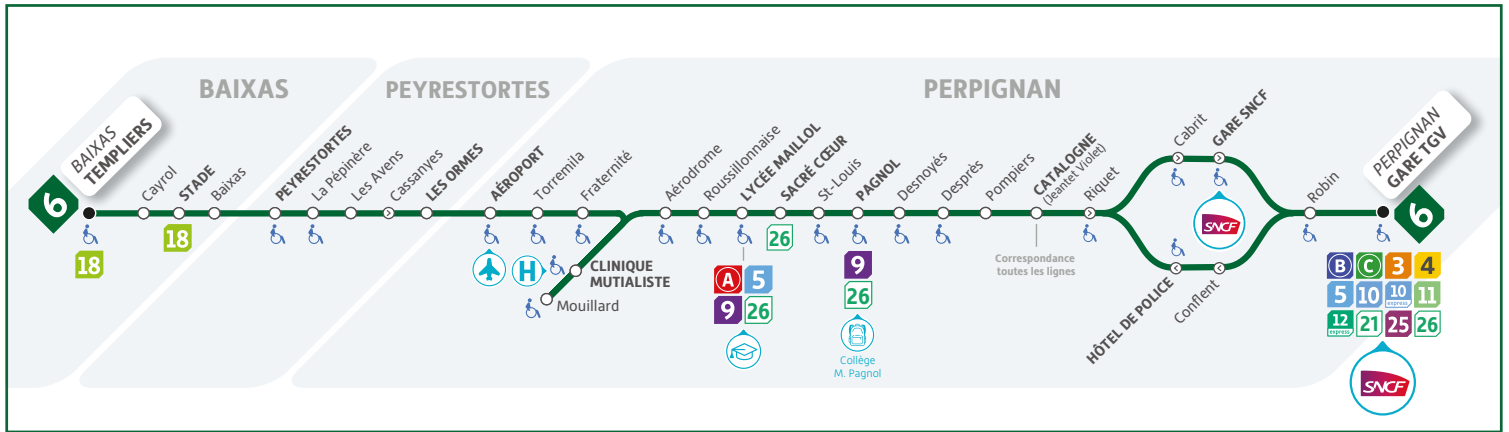 BAIXAS
PEYRESTORTES
PERPIGNAN
6
BAIXAS
TEMPLIERS
18
Cayrol
STADE
18
Baixas
PEYRESTORTES
La Pépinère
Les Avens
Cassanyes
LES ORMES
AÉROPORT
Torremila
Fraternité
H
CLINIQUE
MUTIALISTE
Mouillard
Aérodrome
Roussillonnaise
LYCÉE MAILLOL
A
5
9
26
SACRÉ CŒUR
26
St-Louis
PAGNOL
9
26
Collège
M. Pagnol
Desnoyés
Desprès
Pompiers
CATALOGNE
(Jeantet Violet)
Correspondance
toutes les lignes
Riquet
Cabrit
GARE SNCF
SNCF
HÔTEL DE POLICE
Conflent
Robin
PERPIGNAN
GARE TGV
6
B
C
3
4
5
10
10
express
11
12
express
21
25
26
SNCF